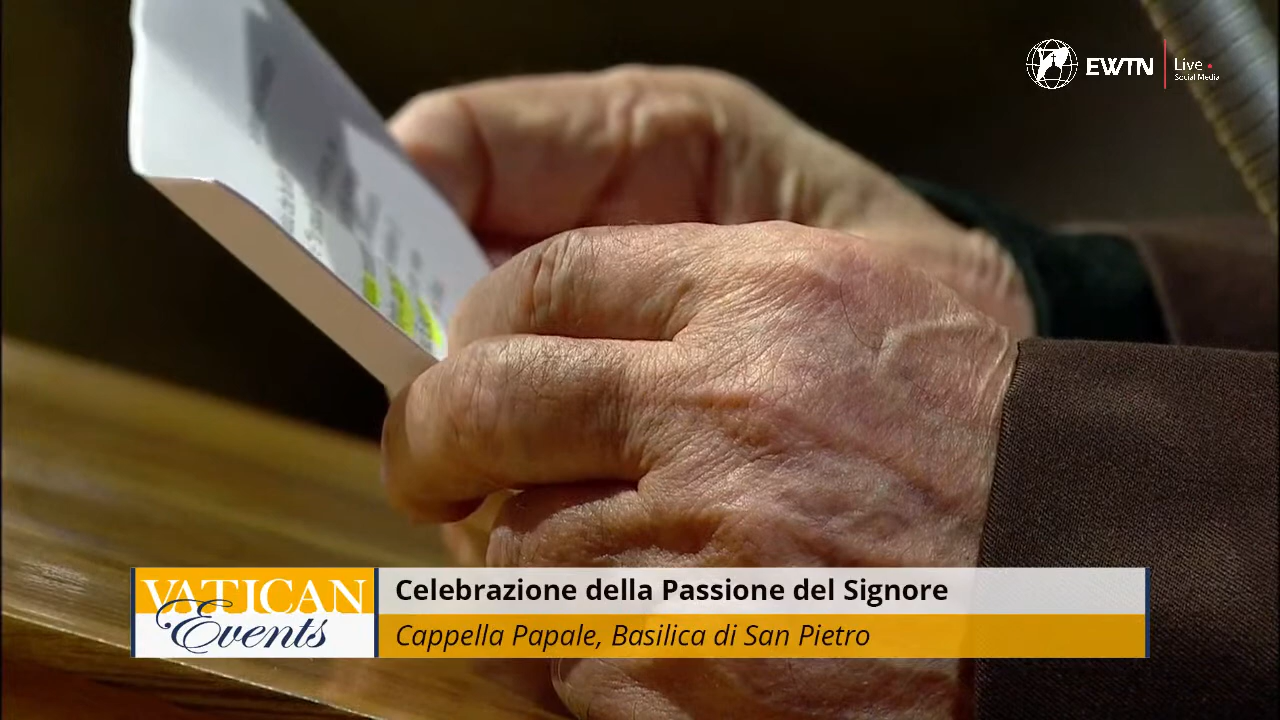 EWTN
Live
Social Media
VATICAN
Events
Celebrazione della Passione del Signore
Cappella Papale, Basilica di San Pietro